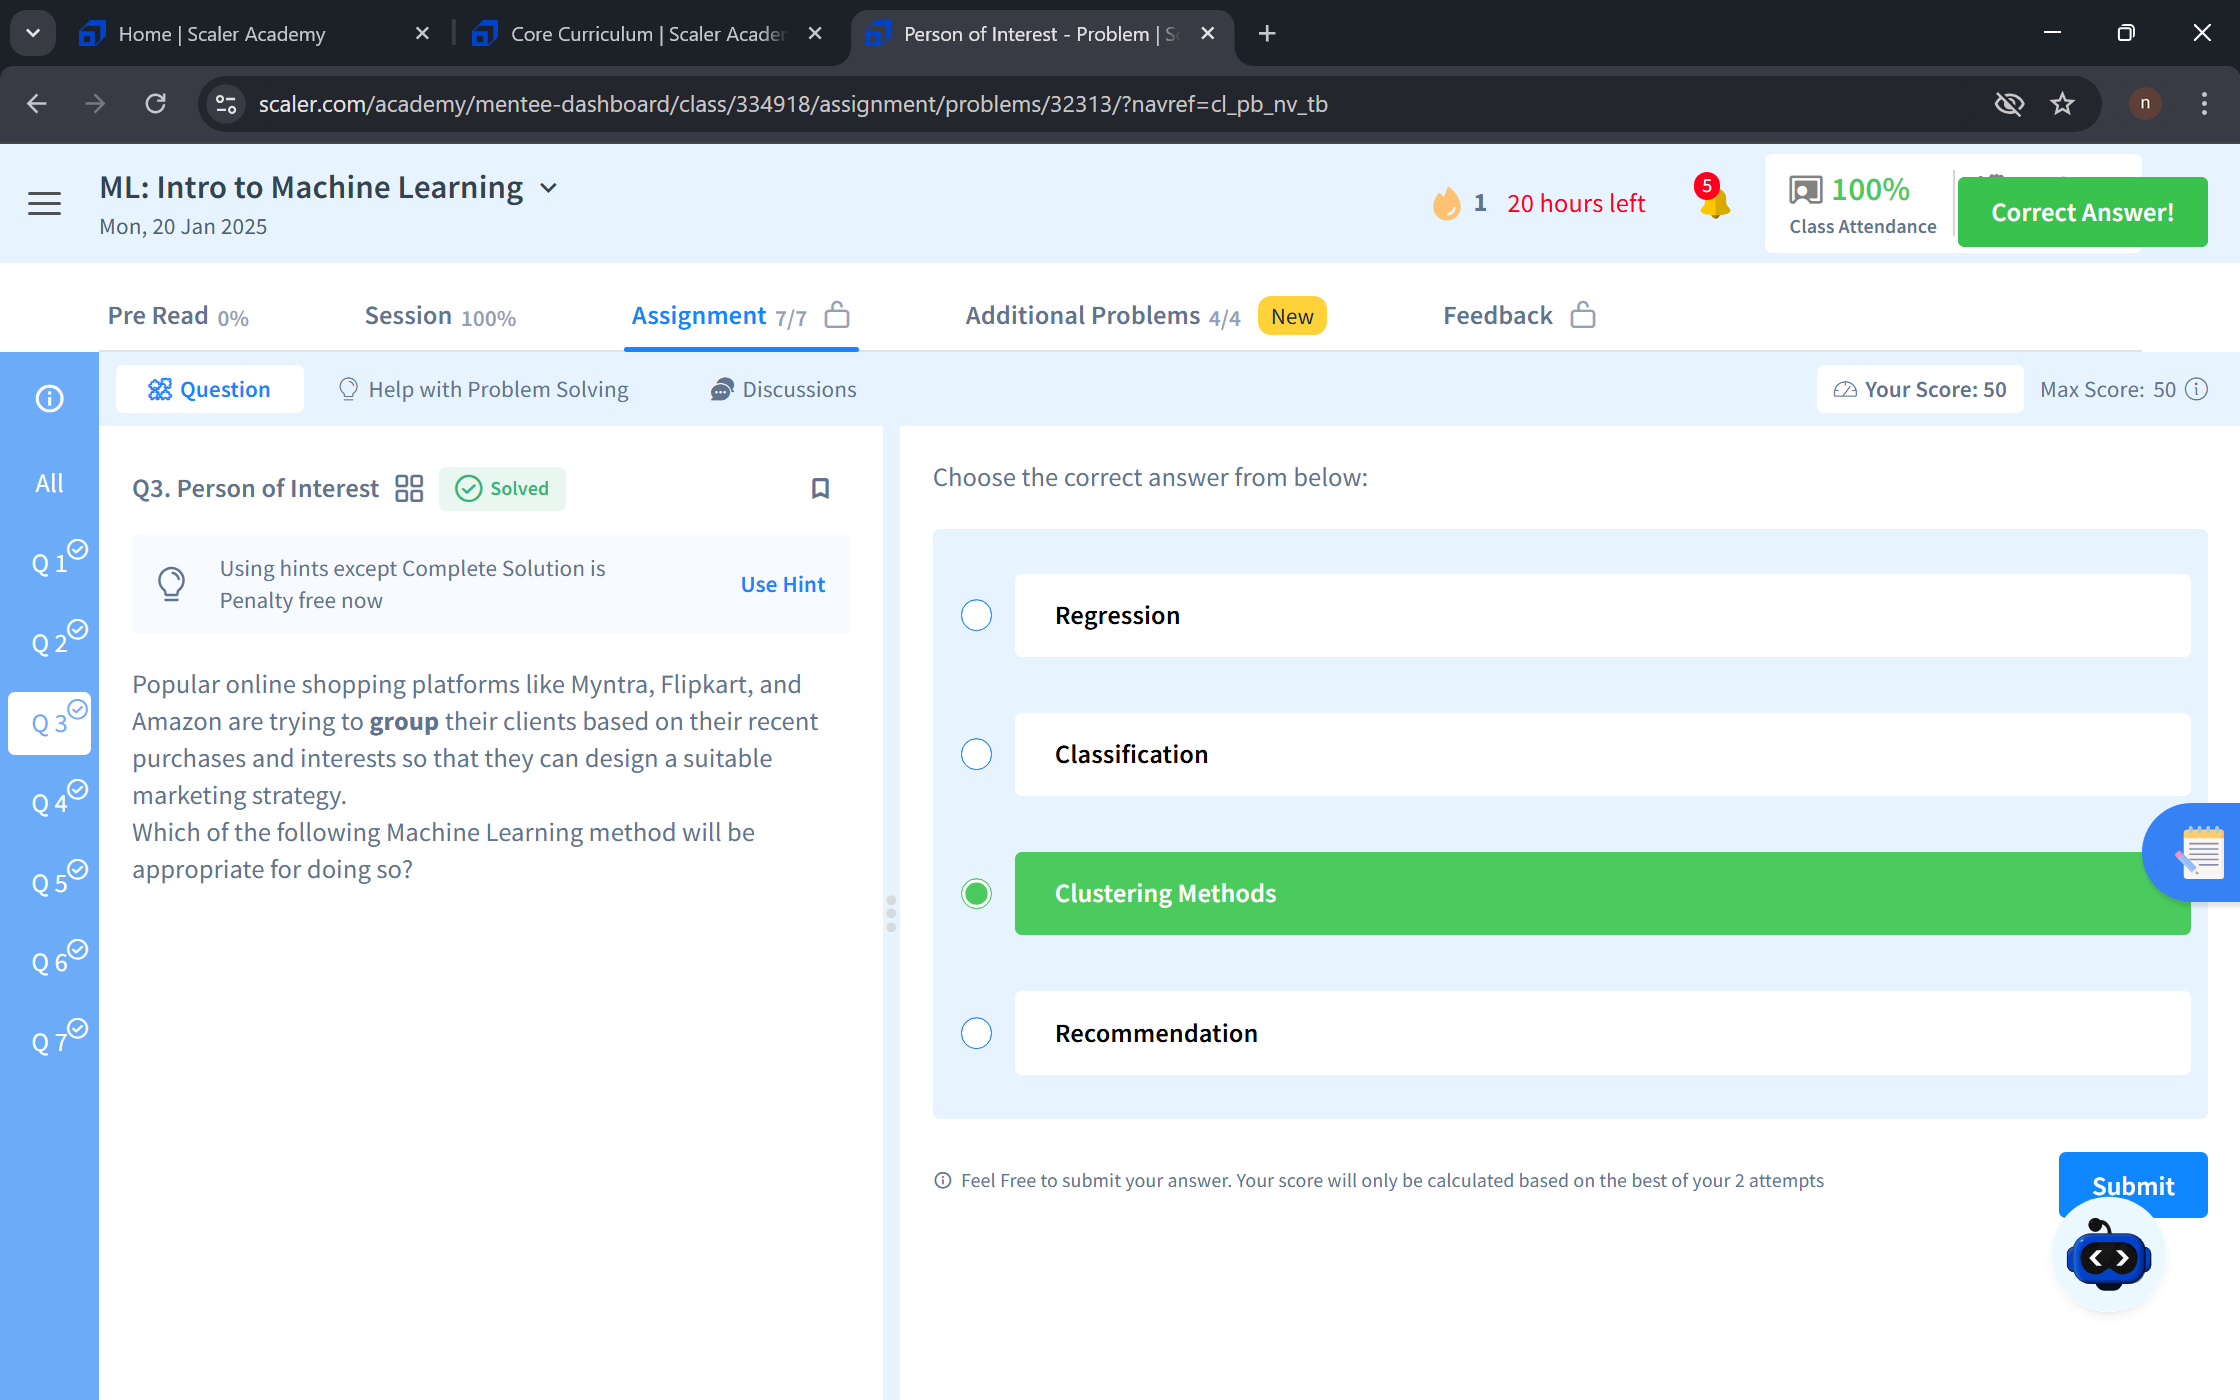 Home | Scaler Academy
Core Curriculum | Scaler Acader
Person of Interest - Problem | S
scaler.com/academy/mentee-dashboard/class/334918/assignment/problems/32313/?navref=cl_pb_nv_tb
n
ML: Intro to Machine Learning
Mon, 20 Jan 2025
1
20 hours left
5
100%
Class Attendance
Correct Answer!
Pre Read 0%
Session 100%
Assignment 7/7
Additional Problems 4/4
New
Feedback
Question
Help with Problem Solving
Discussions
Your Score: 50
Max Score: 50
All
Q 1
Q 2
Q 3
Q 4
Q 5
Q 6
Q 7
Q3. Person of Interest
Solved
Using hints except Complete Solution is
Penalty free now
Use Hint
Popular online shopping platforms like Myntra, Flipkart, and
Amazon are trying to group their clients based on their recent
purchases and interests so that they can design a suitable
marketing strategy.
Which of the following Machine Learning method will be
appropriate for doing so?
Choose the correct answer from below:
Regression
Classification
Clustering Methods
Recommendation
Feel Free to submit your answer. Your score will only be calculated based on the best of your 2 attempts
Submit